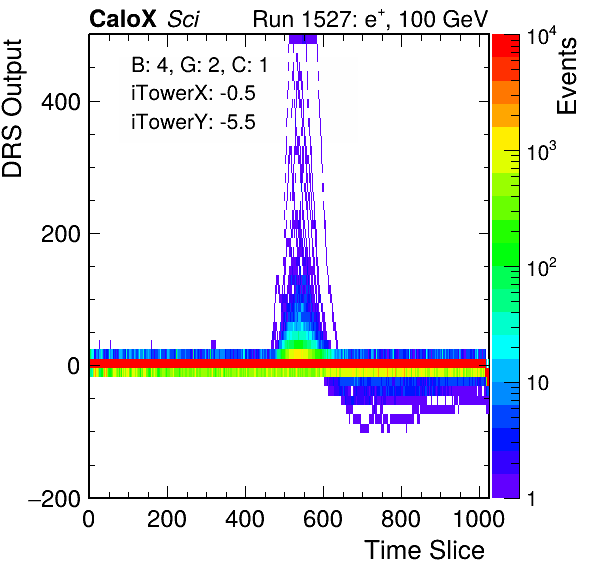 CaloX Sci
Run 1527: e+, 100 GeV
B: 4, G: 2, C: 1
iTowerX: -0.5
iTowerY: -5.5
DRS Output
400
200
0
−200
0
200
400
600
800
1000
Time Slice
Events
10^4
10^3
10^2
10
1